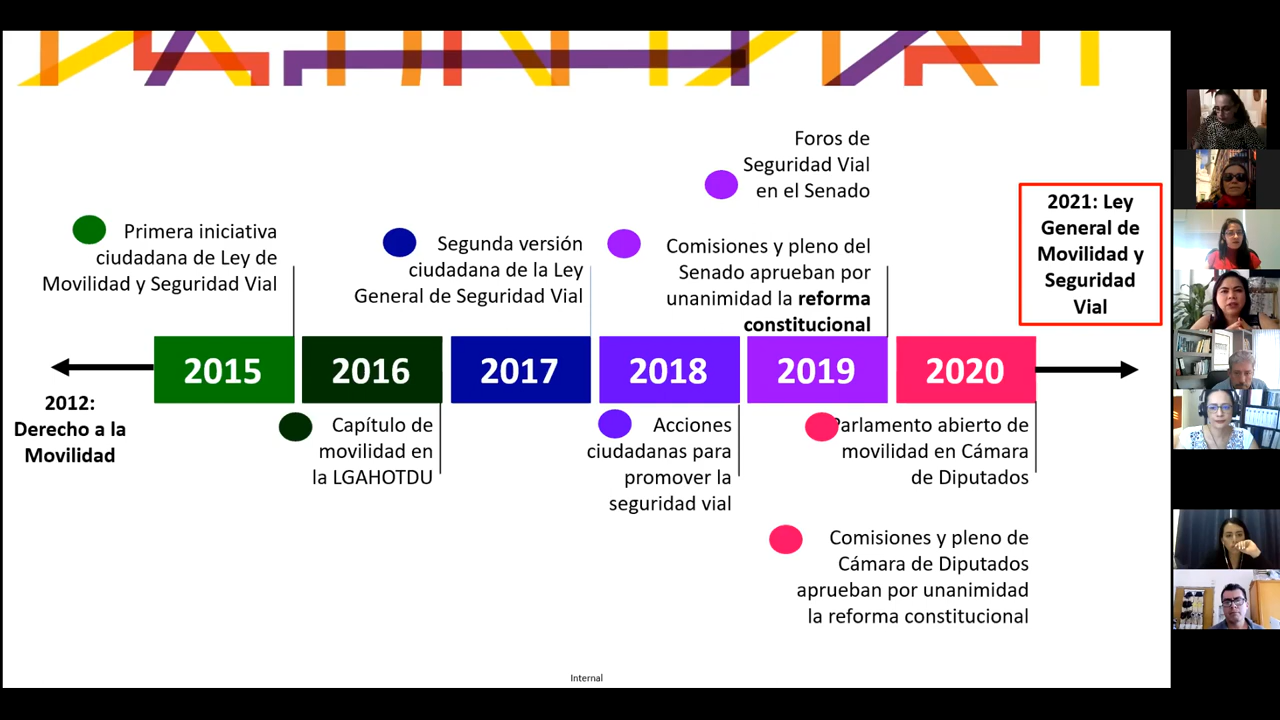 Foros de
Seguridad Vial
en el Senado
Primera iniciativa
ciudadana de Ley de
Movilidad y Seguridad Vial
Segunda versión
ciudadana de la Ley
General de Seguridad Vial
Comisiones y pleno del
Senado aprueban por
unanimidad la reforma
constitucional
2021: Ley
General de
Movilidad y
Seguridad
Vial
2015
2016
2017
2018
2019
2020
2012:
Derecho a la
Movilidad
Capítulo de
movilidad en
la LGAHOTDU
Acciones
ciudadanas para
promover la
seguridad vial
Parlamento abierto de
movilidad en Cámara
de Diputados
Comisiones y pleno de
Cámara de Diputados
aprueban por unanimidad
la reforma constitucional
Internal